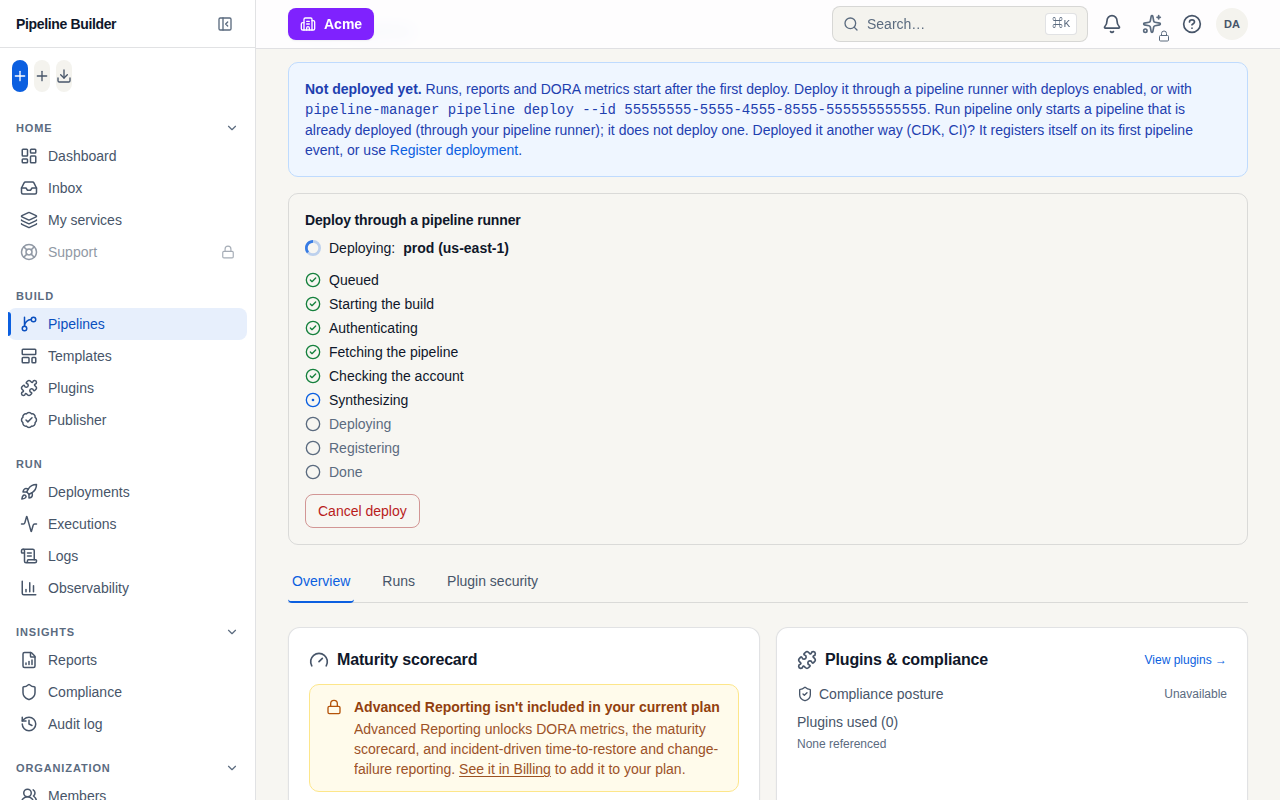 Pipeline Builder
Acme
Search…
⌘K
DA
HOME
Dashboard
Inbox
My services
Support
BUILD
Pipelines
Templates
Plugins
Publisher
RUN
Deployments
Executions
Logs
Observability
INSIGHTS
Reports
Compliance
Audit log
ORGANIZATION
Members
Not deployed yet. Runs, reports and DORA metrics start after the first deploy. Deploy it through a pipeline runner with deploys enabled, or with
pipeline-manager pipeline deploy --id 55555555-5555-4555-8555-555555555555. Run pipeline only starts a pipeline that is
already deployed (through your pipeline runner); it does not deploy one. Deployed it another way (CDK, CI)? It registers itself on its first pipeline
event, or use Register deployment.
Deploy through a pipeline runner
Deploying: prod (us-east-1)
Queued
Starting the build
Authenticating
Fetching the pipeline
Checking the account
Synthesizing
Deploying
Registering
Done
Cancel deploy
Overview
Runs
Plugin security
Maturity scorecard
Advanced Reporting isn't included in your current plan
Advanced Reporting unlocks DORA metrics, the maturity
scorecard, and incident-driven time-to-restore and change-
failure reporting. See it in Billing to add it to your plan.
Plugins & compliance
View plugins →
Compliance posture
Unavailable
Plugins used (0)
None referenced